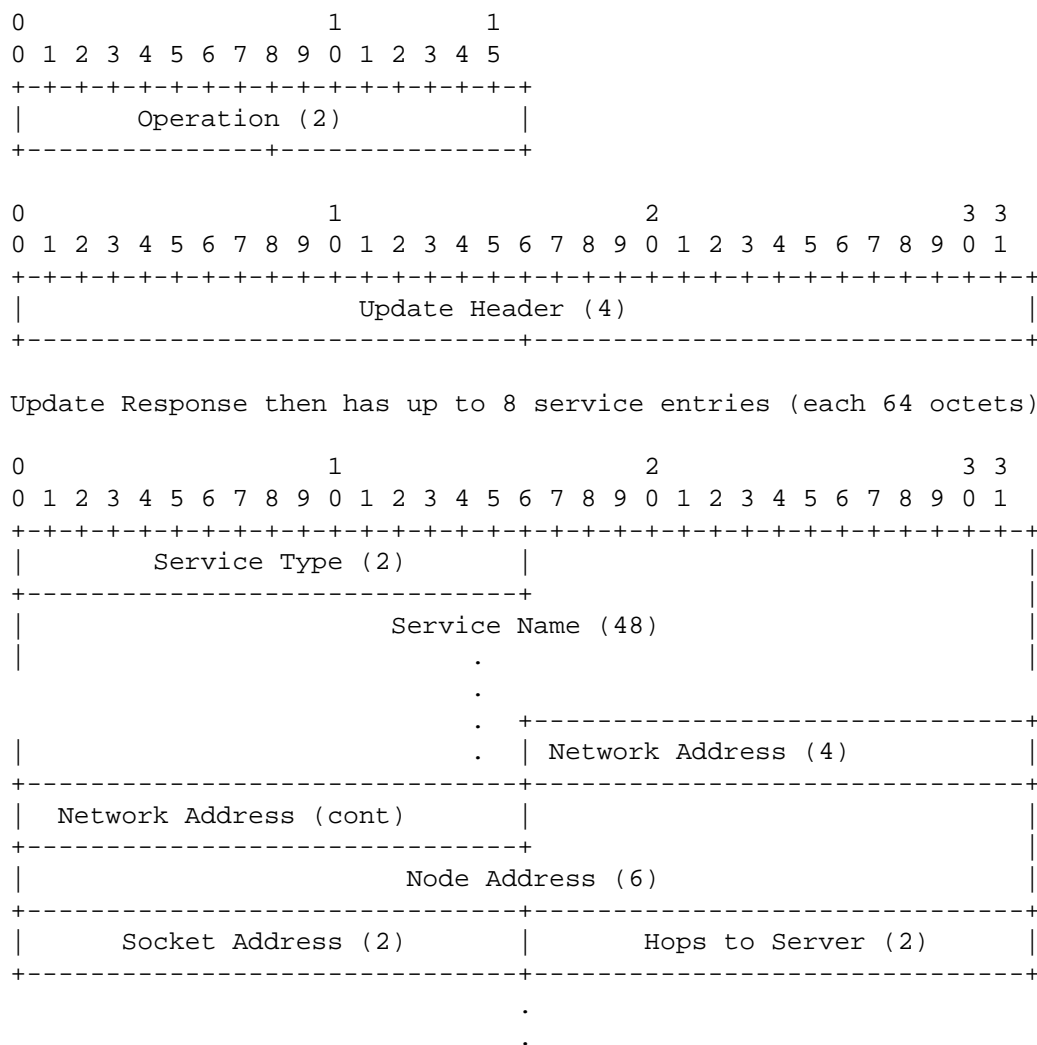 0                   1         1
0 1 2 3 4 5 6 7 8 9 0 1 2 3 4 5
+-+-+-+-+-+-+-+-+-+-+-+-+-+-+-+-+
|       Operation (2)           |
+---------------+---------------+

0                   1                   2                   3 3
0 1 2 3 4 5 6 7 8 9 0 1 2 3 4 5 6 7 8 9 0 1 2 3 4 5 6 7 8 9 0 1
+-+-+-+-+-+-+-+-+-+-+-+-+-+-+-+-+-+-+-+-+-+-+-+-+-+-+-+-+-+-+-+-+
|                     Update Header (4)                         |
+-------------------------------+-------------------------------+

Update Response then has up to 8 service entries (each 64 octets)

0                   1                   2                   3 3
0 1 2 3 4 5 6 7 8 9 0 1 2 3 4 5 6 7 8 9 0 1 2 3 4 5 6 7 8 9 0 1
+-+-+-+-+-+-+-+-+-+-+-+-+-+-+-+-+-+-+-+-+-+-+-+-+-+-+-+-+-+-+-+-+
|        Service Type (2)       |                               |
+-------------------------------+                               |
|                       Service Name (48)                       |
|                            .                                  |
                             .
                             .  +-------------------------------+
|                            .  | Network Address (4)           |
+-------------------------------+-------------------------------+
|  Network Address (cont)       |                               |
+-------------------------------+                               |
|                        Node Address (6)                       |
+-------------------------------+-------------------------------+
|      Socket Address (2)       |       Hops to Server (2)      |
+-------------------------------+-------------------------------+
                                .
                                .